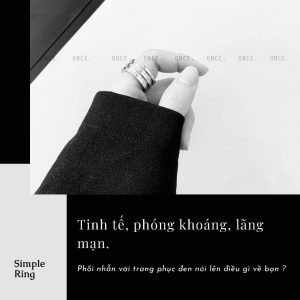 ONCE. ONCE. ONCE. ONCE. ONCE. ONCE. ONCE. ONCE.
Tinh tế, phóng khoáng, lãng
mạn.
Simple
Ring
Phối nhẫn với trang phục đen nói lên điều gì về bạn ?